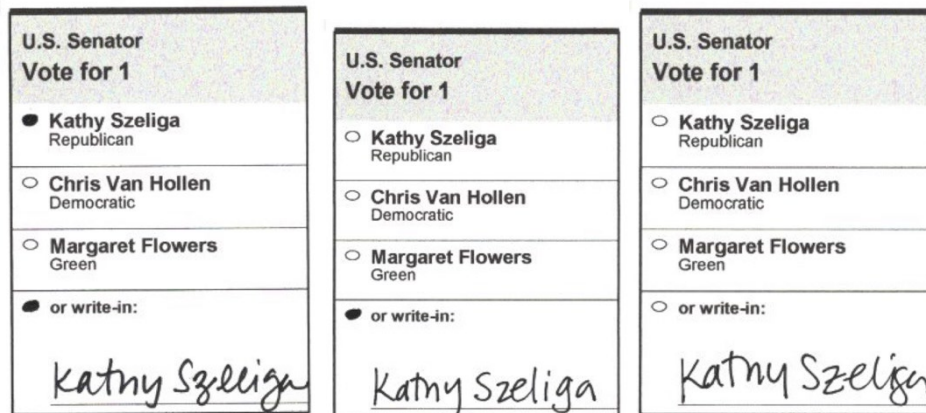 U.S. Senator
Vote for 1
Kathy Szeliga
Republican
Chris Van Hollen
Democratic
Margaret Flowers
Green
or write-in:
Kathy Szeliga
U.S. Senator
Vote for 1
Kathy Szeliga
Republican
Chris Van Hollen
Democratic
Margaret Flowers
Green
or write-in:
Kathy Szeliga
U.S. Senator
Vote for 1
Kathy Szeliga
Republican
Chris Van Hollen
Democratic
Margaret Flowers
Green
or write-in:
Kathy Szeliga